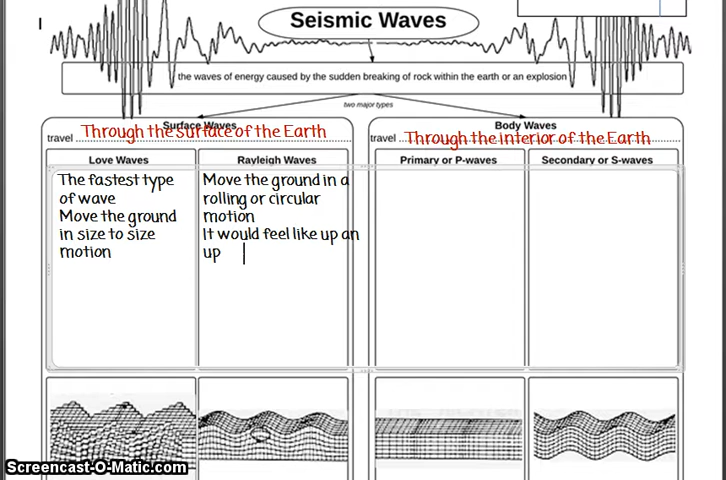 Seismic Waves
the waves of energy caused by the sudden breaking of rock within the earth or an explosion
two major types
Surface Waves
travel Through the surface of the Earth
Love Waves
The fastest type
of wave
Move the ground
in size to size
motion
Rayleigh Waves
Move the ground in a
rolling or circular
motion
It would feel like up an
up
Body Waves
travel Through the interior of the Earth
Primary or P-waves
Secondary or S-waves
Screencast-O-Matic.com